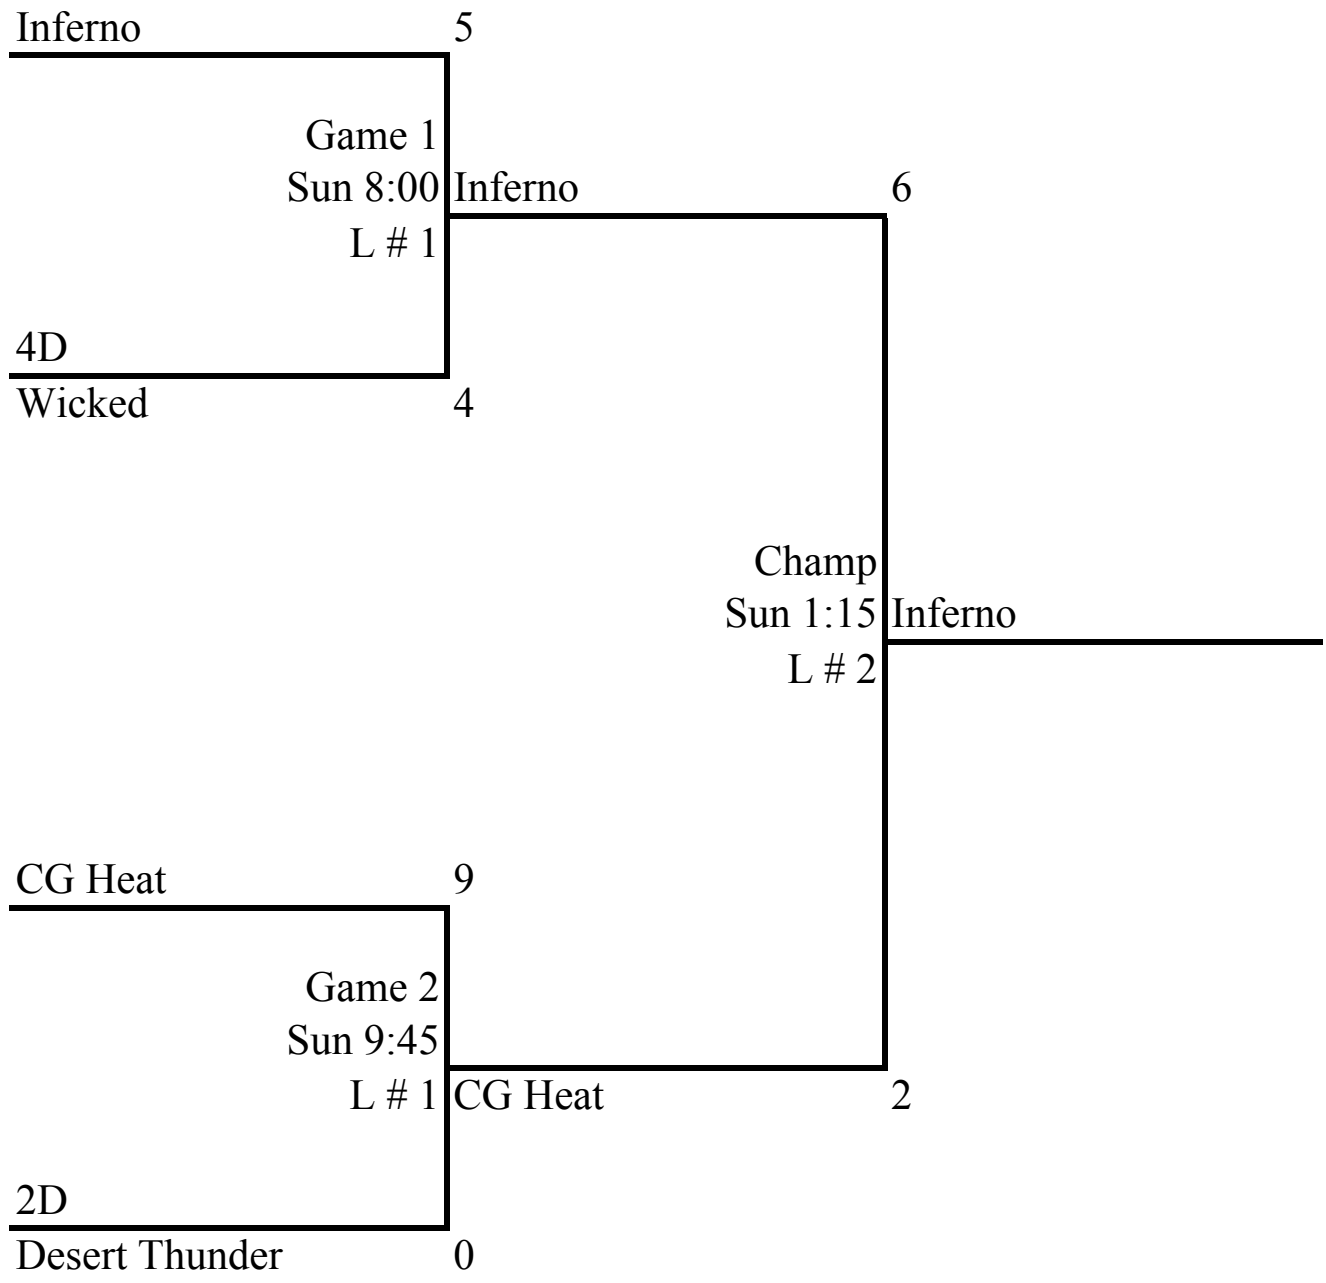 Inferno 5
Game 1
Sun 8:00 Inferno 6
L # 1
4D
Wicked 4
Champ
Sun 1:15 Inferno
L # 2
CG Heat 9
Game 2
Sun 9:45
L # 1 CG Heat 2
2D
Desert Thunder 0